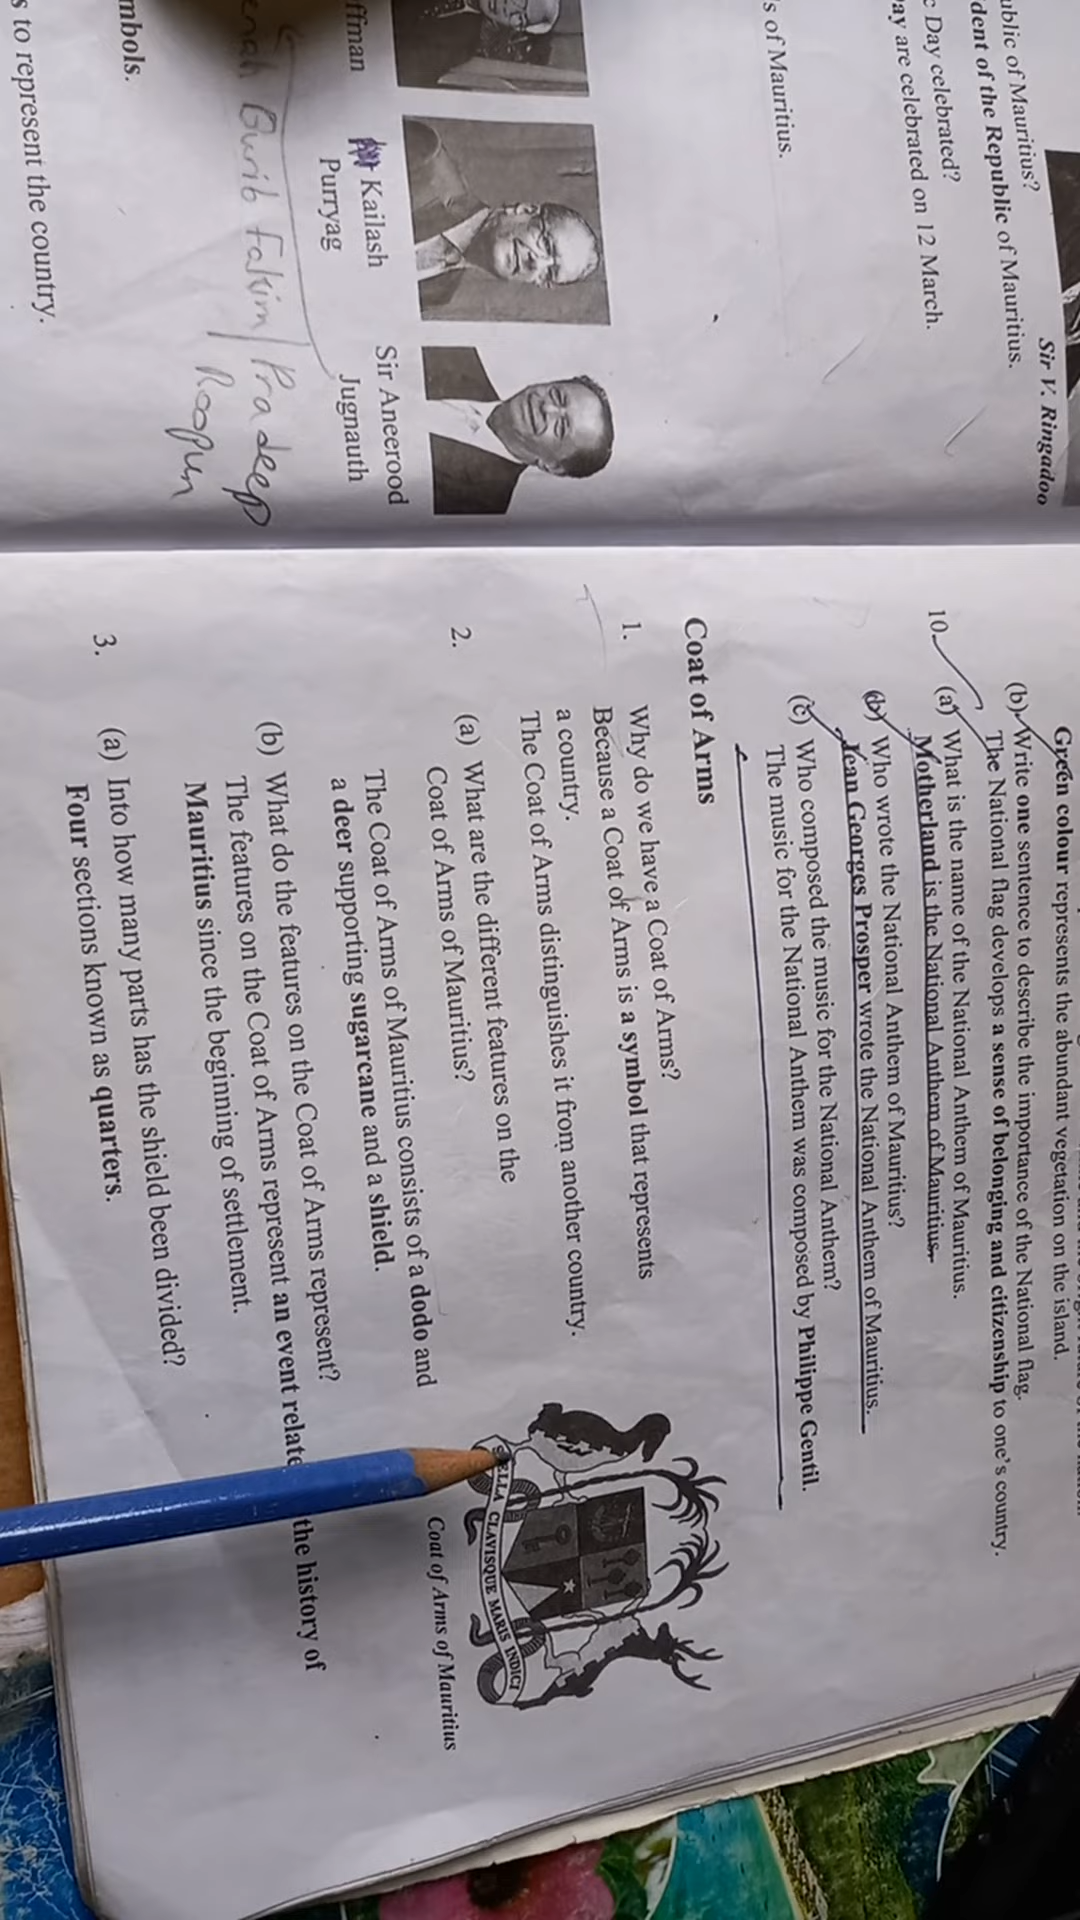 Sir V. Ringadoo
ublic of Mauritius?
dent of the Republic of Mauritius.
c Day celebrated?
ay are celebrated on 12 March.
s of Mauritius.
ffman
Kailash
Purryag
Sir Aneerood
Jugnauth
Gurib Fakim/Pradeep
Roopun
mbols.
s to represent the country.
Green colour represents the abundant vegetation on the island.
(b) Write one sentence to describe the importance of the National flag.
The National flag develops a sense of belonging and citizenship to one's country.
10. (a) What is the name of the National Anthem of Mauritius.
Motherland is the National Anthem of Mauritius.
(b) Who wrote the National Anthem of Mauritius?
Jean Georges Prosper wrote the National Anthem of Mauritius.
(c) Who composed the music for the National Anthem?
The music for the National Anthem was composed by Philippe Gentil.
Coat of Arms
1. Why do we have a Coat of Arms?
Because a Coat of Arms is a symbol that represents
a country.
The Coat of Arms distinguishes it from another country.
2. (a) What are the different features on the
Coat of Arms of Mauritius?
The Coat of Arms of Mauritius consists of a dodo and
a deer supporting sugarcane and a shield.
STELLA CLAVISQUE MARIS INDICI
Coat of Arms of Mauritius
(b) What do the features on the Coat of Arms represent?
The features on the Coat of Arms represent an event relate the history of
Mauritius since the beginning of settlement.
3. (a) Into how many parts has the shield been divided?
Four sections known as quarters.